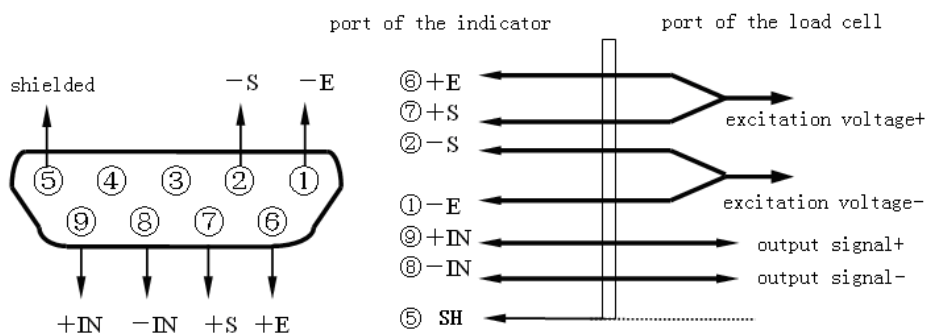 port of the indicator
port of the load cell
shielded
−S
−E
⑤ ④ ③ ② ①
⑨ ⑧ ⑦ ⑥
+IN −IN +S +E
⑥+E
⑦+S
excitation voltage+
②−S
①−E
excitation voltage−
⑨+IN
output signal+
⑧−IN
output signal−
⑤ SH